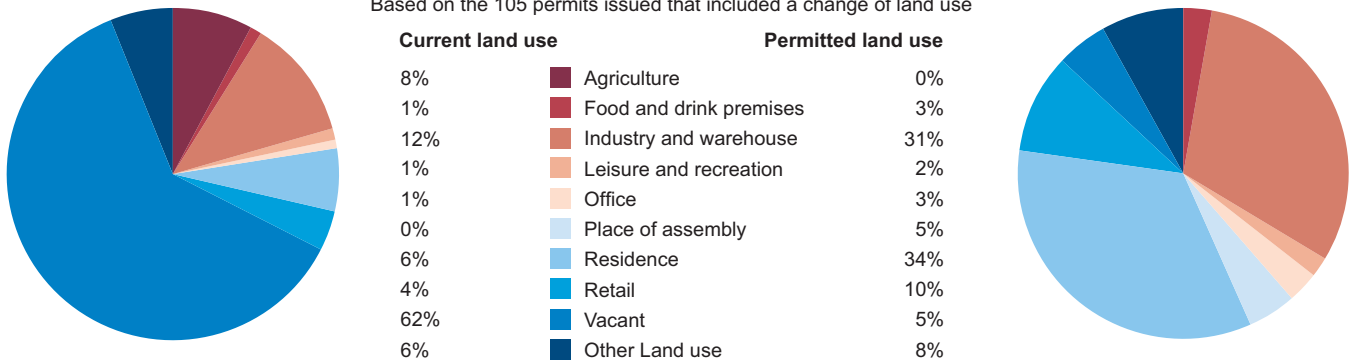 Based on the 105 permits issued that included a change of land use
Current land use Permitted land use
8% Agriculture 0%
1% Food and drink premises 3%
12% Industry and warehouse 31%
1% Leisure and recreation 2%
1% Office 3%
0% Place of assembly 5%
6% Residence 34%
4% Retail 10%
62% Vacant 5%
6% Other Land use 8%